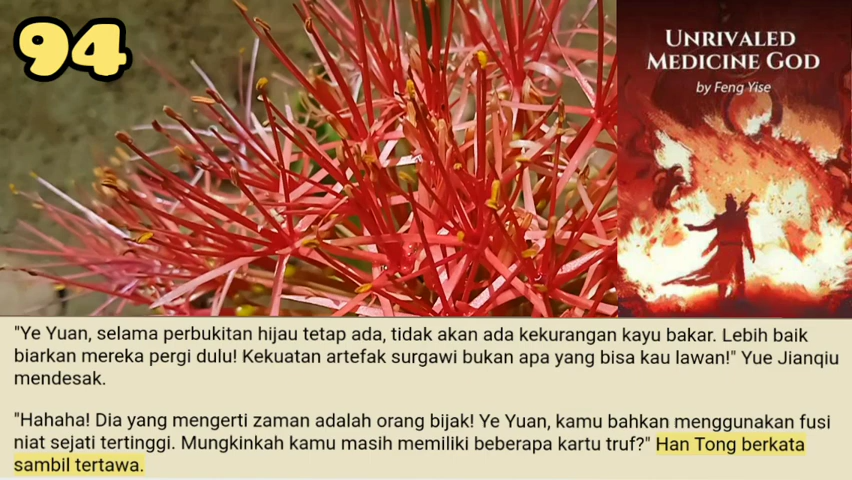 94
UNRIVALED
MEDICINE GOD
by Feng Yise
"Ye Yuan, selama perbukitan hijau tetap ada, tidak akan ada kekurangan kayu bakar. Lebih baik
biarkan mereka pergi dulu! Kekuatan artefak surgawi bukan apa yang bisa kau lawan!" Yue Jianqiu
mendesak.
"Hahaha! Dia yang mengerti zaman adalah orang bijak! Ye Yuan, kamu bahkan menggunakan fusi
niat sejati tertinggi. Mungkinkah kamu masih memiliki beberapa kartu truf?" Han Tong berkata
sambil tertawa.